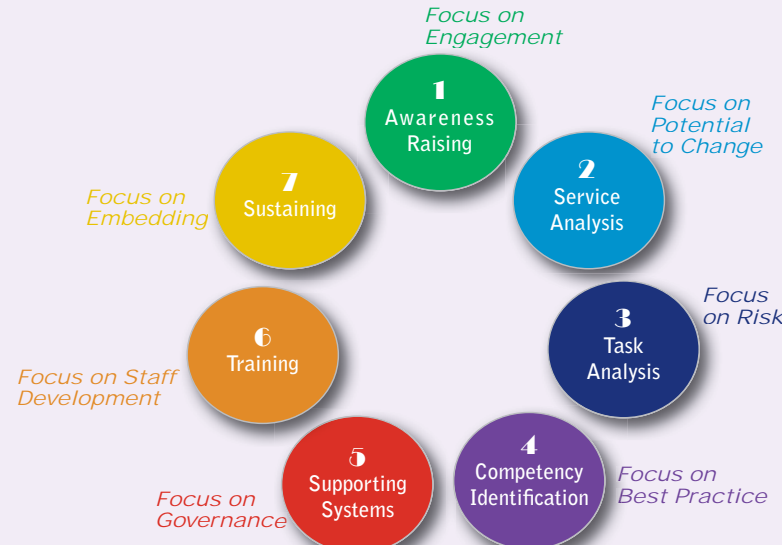 Focus on
Engagement
1
Awareness
Raising
Focus on
Potential
to Change
2
Service
Analysis
Focus
on Risk
3
Task
Analysis
4
Competency
Identification
Focus on
Best Practice
5
Supporting
Systems
Focus on
Governance
6
Training
Focus on Staff
Development
7
Sustaining
Focus on
Embedding